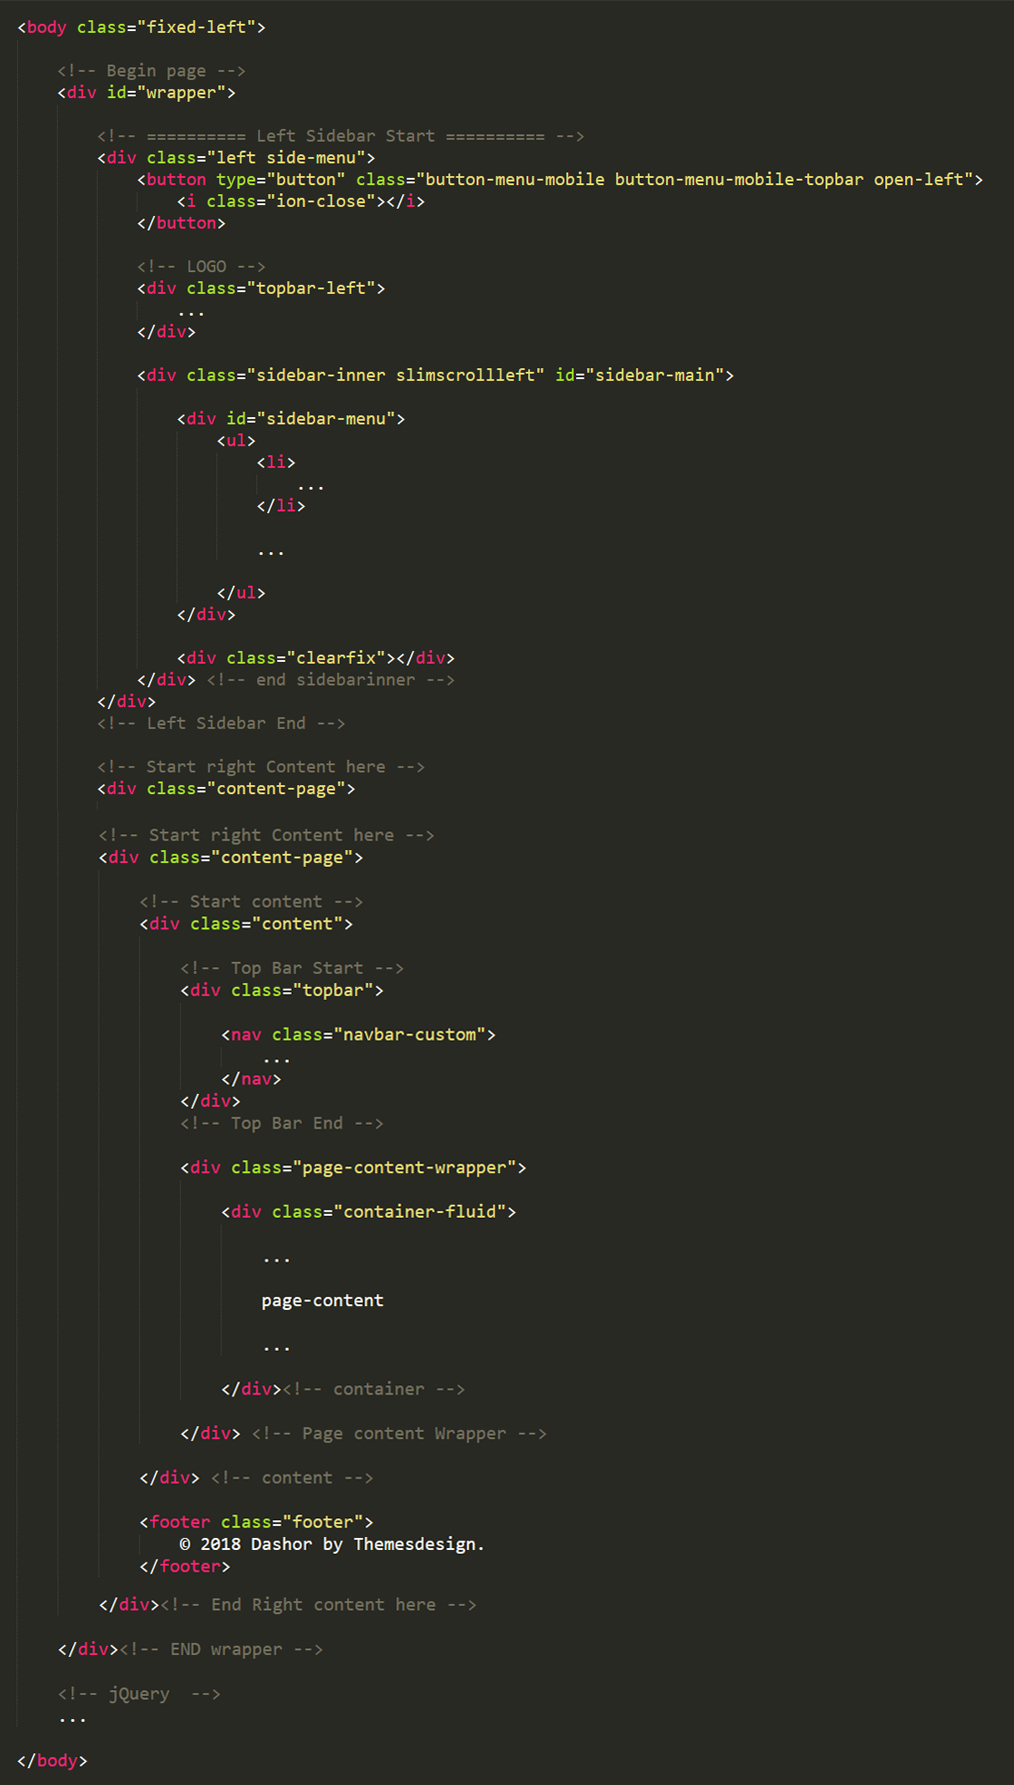 <body class="fixed-left">
<!-- Begin page -->
<div id="wrapper">
<!-- ========== Left Sidebar Start ========== -->
<div class="left side-menu">
<button type="button" class="button-menu-mobile button-menu-mobile-topbar open-left">
<i class="ion-close"></i>
</button>
<!-- LOGO -->
<div class="topbar-left">
...
</div>
<div class="sidebar-inner slimscrollleft" id="sidebar-main">
<div id="sidebar-menu">
<ul>
<li>
...
</li>
...
</ul>
</div>
<div class="clearfix"></div>
</div> <!-- end sidebarinner -->
</div>
<!-- Left Sidebar End -->
<!-- Start right Content here -->
<div class="content-page">
<!-- Start right Content here -->
<div class="content-page">
<!-- Start content -->
<div class="content">
<!-- Top Bar Start -->
<div class="topbar">
<nav class="navbar-custom">
...
</nav>
</div>
<!-- Top Bar End -->
<div class="page-content-wrapper">
<div class="container-fluid">
...
page-content
...
</div><!-- container -->
</div> <!-- Page content Wrapper -->
</div> <!-- content -->
<footer class="footer">
© 2018 Dashor by Themesdesign.
</footer>
</div><!-- End Right content here -->
</div><!-- END wrapper -->
<!-- jQuery  -->
...
</body>